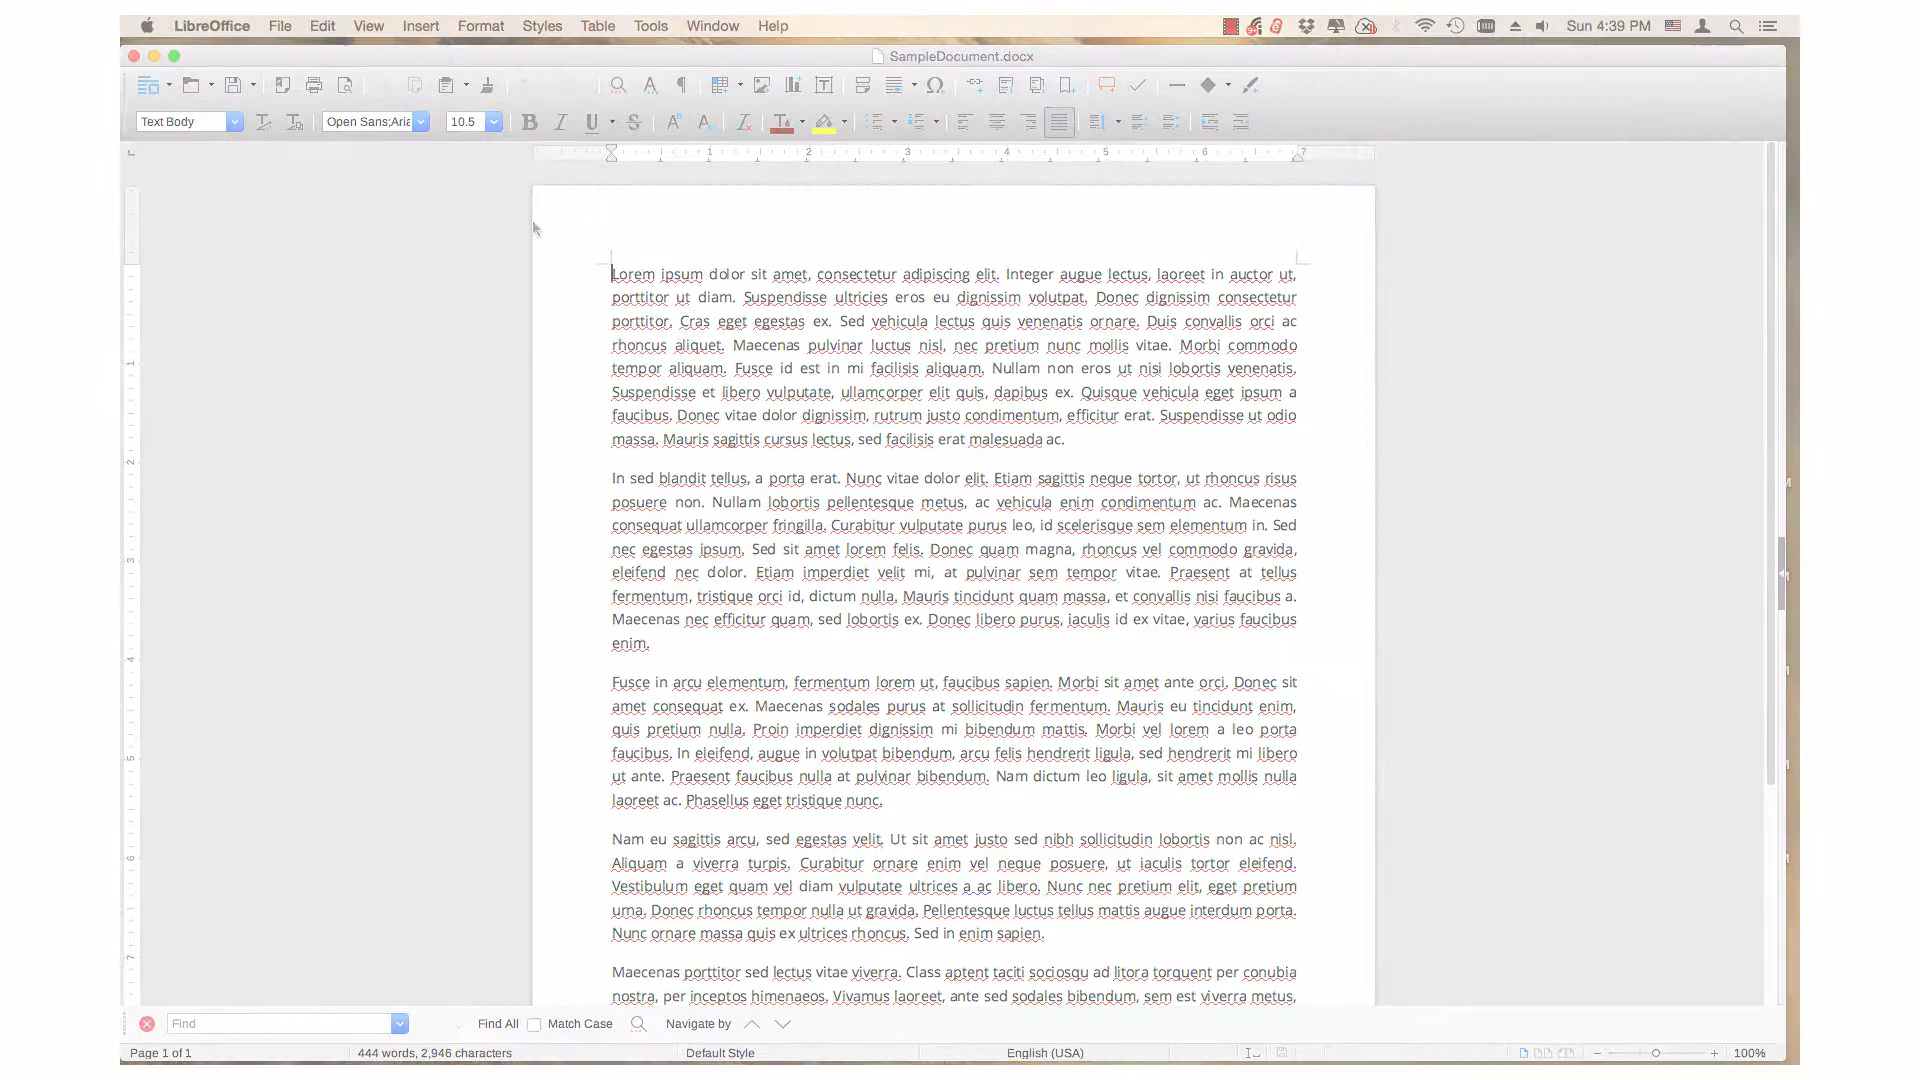 LibreOffice File Edit View Insert Format Styles Table Tools Window Help Sun 4:39 PM
SampleDocument.docx
Text Body Open Sans;Aria 10.5
1 2 3 4 5 6 7
Lorem ipsum dolor sit amet, consectetur adipiscing elit. Integer augue lectus, laoreet in auctor ut,
porttitor ut diam. Suspendisse ultricies eros eu dignissim volutpat. Donec dignissim consectetur
porttitor. Cras eget egestas ex. Sed vehicula lectus quis venenatis ornare. Duis convallis orci ac
rhoncus aliquet. Maecenas pulvinar luctus nisl, nec pretium nunc mollis vitae. Morbi commodo
tempor aliquam. Fusce id est in mi facilisis aliquam. Nullam non eros ut nisi lobortis venenatis.
Suspendisse et libero vulputate, ullamcorper elit quis, dapibus ex. Quisque vehicula eget ipsum a
faucibus. Donec vitae dolor dignissim, rutrum justo condimentum, efficitur erat. Suspendisse ut odio
massa. Mauris sagittis cursus lectus, sed facilisis erat malesuada ac.
In sed blandit tellus, a porta erat. Nunc vitae dolor elit. Etiam sagittis neque tortor, ut rhoncus risus
posuere non. Nullam lobortis pellentesque metus, ac vehicula enim condimentum ac. Maecenas
consequat ullamcorper fringilla. Curabitur vulputate purus leo, id scelerisque sem elementum in. Sed
nec egestas ipsum. Sed sit amet lorem felis. Donec quam magna, rhoncus vel commodo gravida,
eleifend nec dolor. Etiam imperdiet velit mi, at pulvinar sem tempor vitae. Praesent at tellus
fermentum, tristique orci id, dictum nulla. Mauris tincidunt quam massa, et convallis nisi faucibus a.
Maecenas nec efficitur quam, sed lobortis ex. Donec libero purus, iaculis id ex vitae, varius faucibus
enim.
Fusce in arcu elementum, fermentum lorem ut, faucibus sapien. Morbi sit amet ante orci. Donec sit
amet consequat ex. Maecenas sodales purus at sollicitudin fermentum. Mauris eu tincidunt enim,
quis pretium nulla. Proin imperdiet dignissim mi bibendum mattis. Morbi vel lorem a leo porta
faucibus. In eleifend, augue in volutpat bibendum, arcu felis hendrerit ligula, sed hendrerit mi libero
ut ante. Praesent faucibus nulla at pulvinar bibendum. Nam dictum leo ligula, sit amet mollis nulla
laoreet ac. Phasellus eget tristique nunc.
Nam eu sagittis arcu, sed egestas velit. Ut sit amet justo sed nibh sollicitudin lobortis non ac nisl.
Aliquam a viverra turpis. Curabitur ornare enim vel neque posuere, ut iaculis tortor eleifend.
Vestibulum eget quam vel diam vulputate ultrices a ac libero. Nunc nec pretium elit, eget pretium
urna. Donec rhoncus tempor nulla ut gravida. Pellentesque luctus tellus mattis augue interdum porta.
Nunc ornare massa quis ex ultrices rhoncus. Sed in enim sapien.
Maecenas porttitor sed lectus vitae viverra. Class aptent taciti sociosqu ad litora torquent per conubia
nostra, per inceptos himenaeos. Vivamus laoreet, ante sed sodales bibendum, sem est viverra metus,
1
2
3
4
5
6
7
Find Find All Match Case Navigate by
Page 1 of 1 444 words, 2,946 characters Default Style English (USA) 100%